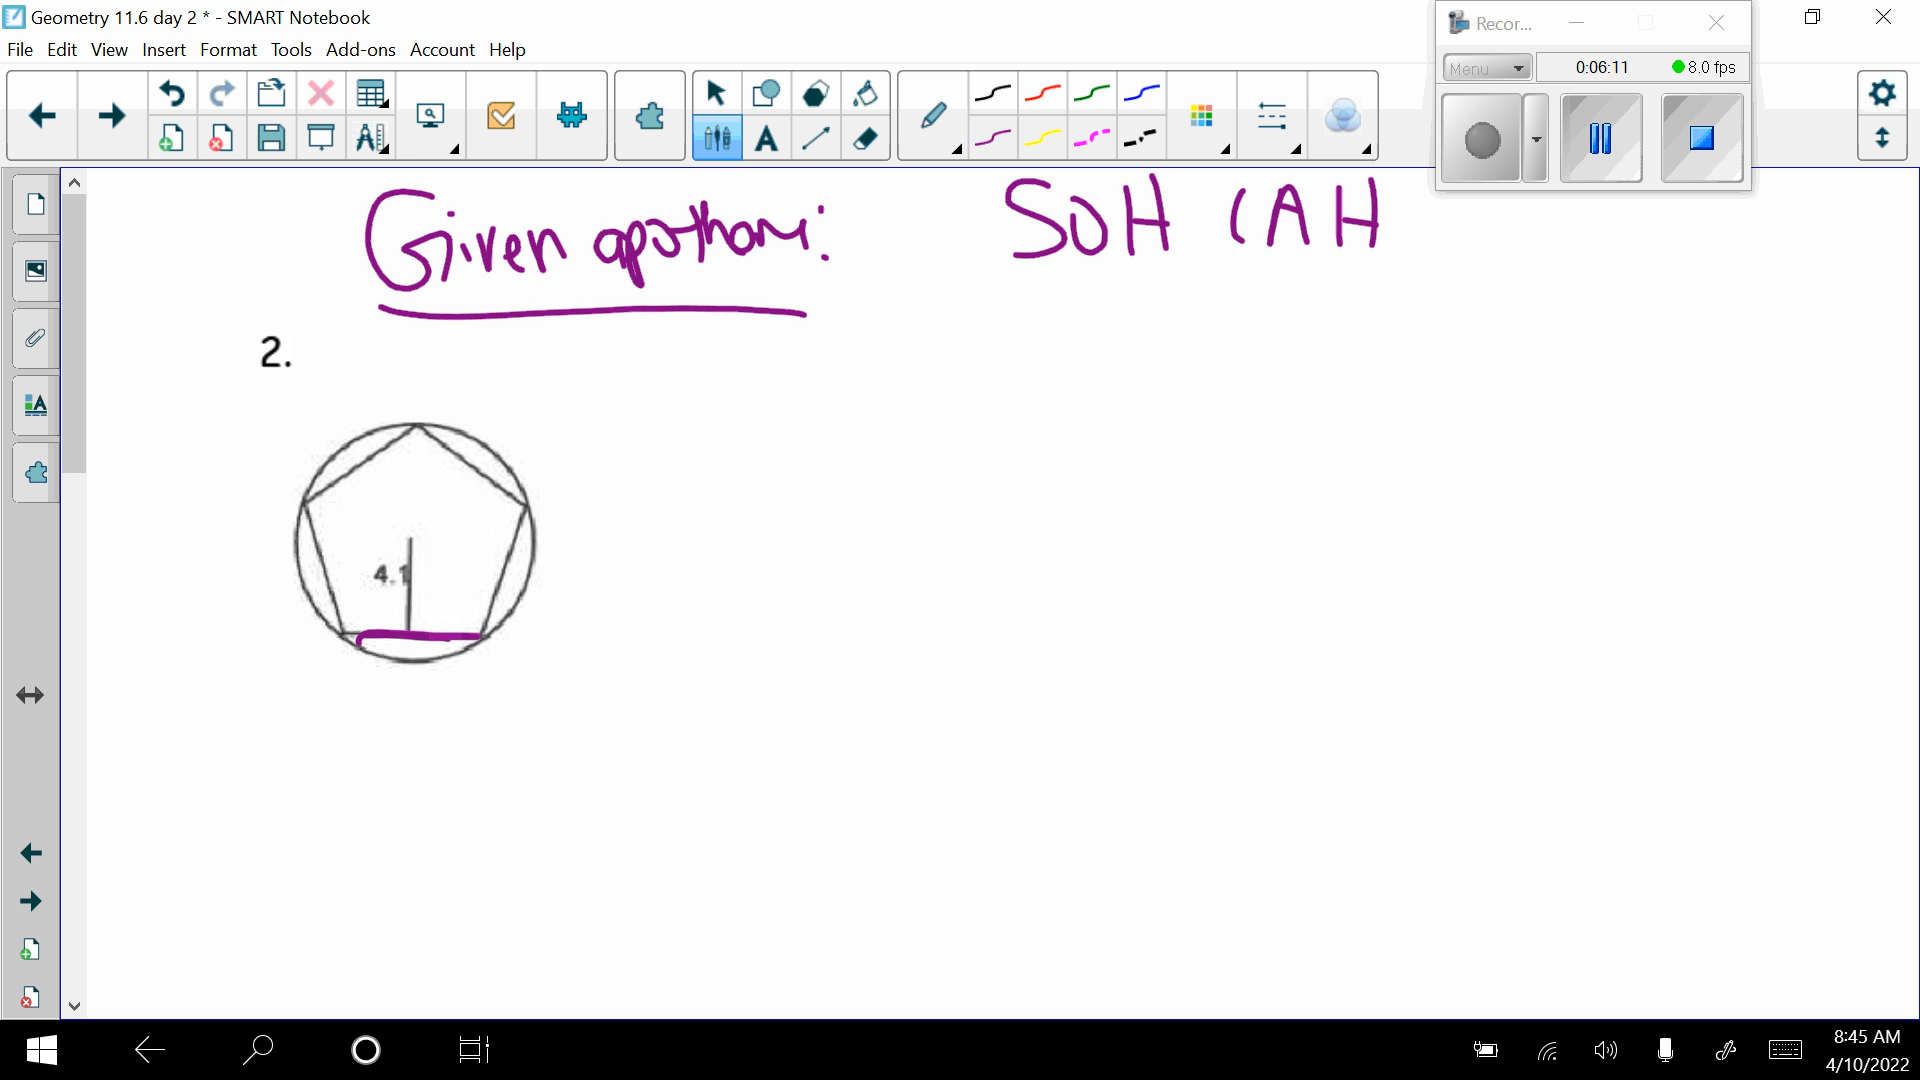 Geometry 11.6 day 2 * - SMART Notebook
Recor...
File Edit View Insert Format Tools Add-ons Account Help
Menu 0:06:11 8.0 fps
Given apothem: SOH CAH
2.
4.1
8:45 AM
4/10/2022